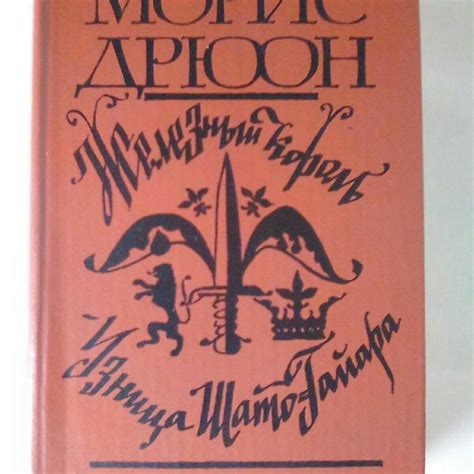 МОРИС
ДРЮОН
Железный король
Узница Шато-Гайара